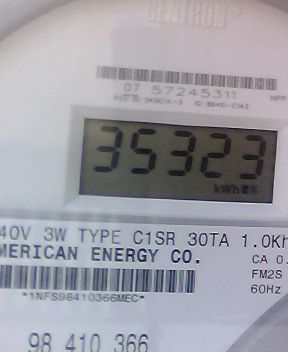 CENTRON
07 57245311
35323
kWh
40V 3W TYPE C1SR 30TA 1.0Kh
MERICAN ENERGY CO.
CA 0.
FM2S
60Hz
*1NFS98410366MEC*
98 410 366